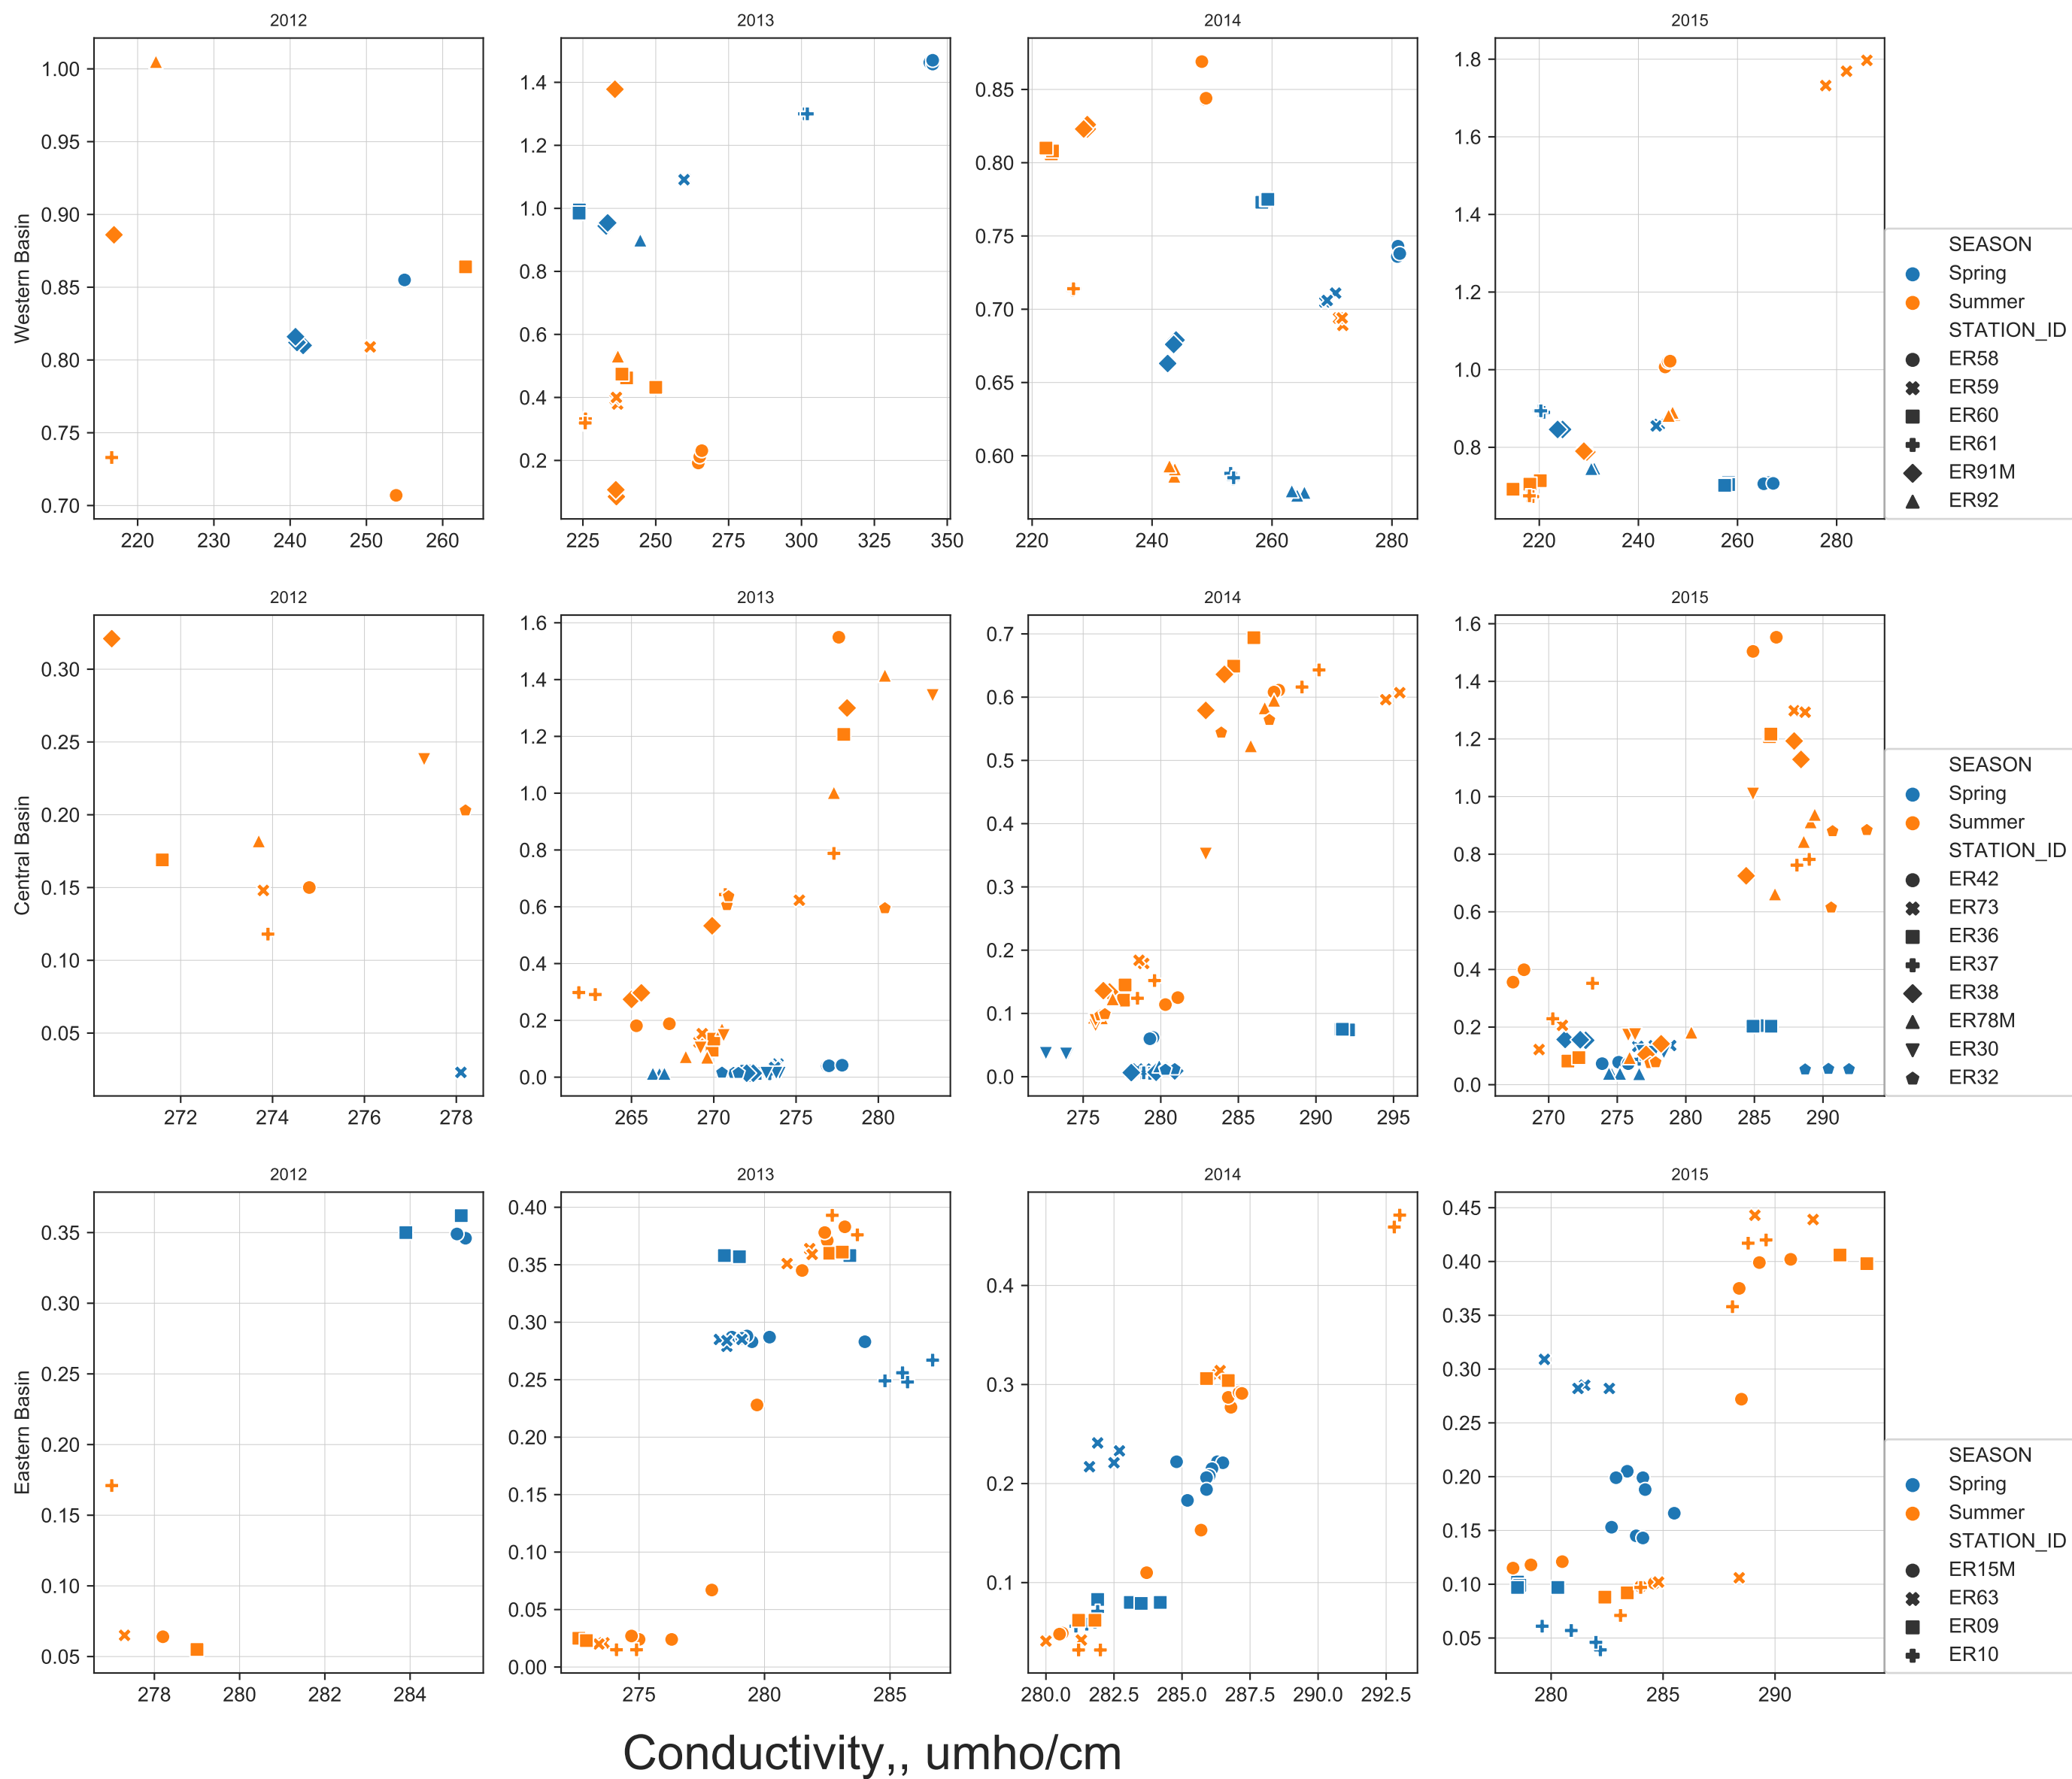 2012 2013 2014 2015
Western Basin
1.00
0.95
0.90
0.85
0.80
0.75
0.70
220 230 240 250 260
1.4
1.2
1.0
0.8
0.6
0.4
0.2
225 250 275 300 325 350
0.85
0.80
0.75
0.70
0.65
0.60
220 240 260 280
1.8
1.6
1.4
1.2
1.0
0.8
220 240 260 280
SEASON
Spring
Summer
STATION_ID
ER58
ER59
ER60
ER61
ER91M
ER92
2012 2013 2014 2015
Central Basin
0.30
0.25
0.20
0.15
0.10
0.05
272 274 276 278
1.6
1.4
1.2
1.0
0.8
0.6
0.4
0.2
0.0
265 270 275 280
0.7
0.6
0.5
0.4
0.3
0.2
0.1
0.0
275 280 285 290 295
1.6
1.4
1.2
1.0
0.8
0.6
0.4
0.2
0.0
270 275 280 285 290
SEASON
Spring
Summer
STATION_ID
ER42
ER73
ER36
ER37
ER38
ER78M
ER30
ER32
2012 2013 2014 2015
Eastern Basin
0.35
0.30
0.25
0.20
0.15
0.10
0.05
278 280 282 284
0.40
0.35
0.30
0.25
0.20
0.15
0.10
0.05
0.00
275 280 285
0.4
0.3
0.2
0.1
280.0 282.5 285.0 287.5 290.0 292.5
0.45
0.40
0.35
0.30
0.25
0.20
0.15
0.10
0.05
280 285 290
SEASON
Spring
Summer
STATION_ID
ER15M
ER63
ER09
ER10
Conductivity,, umho/cm